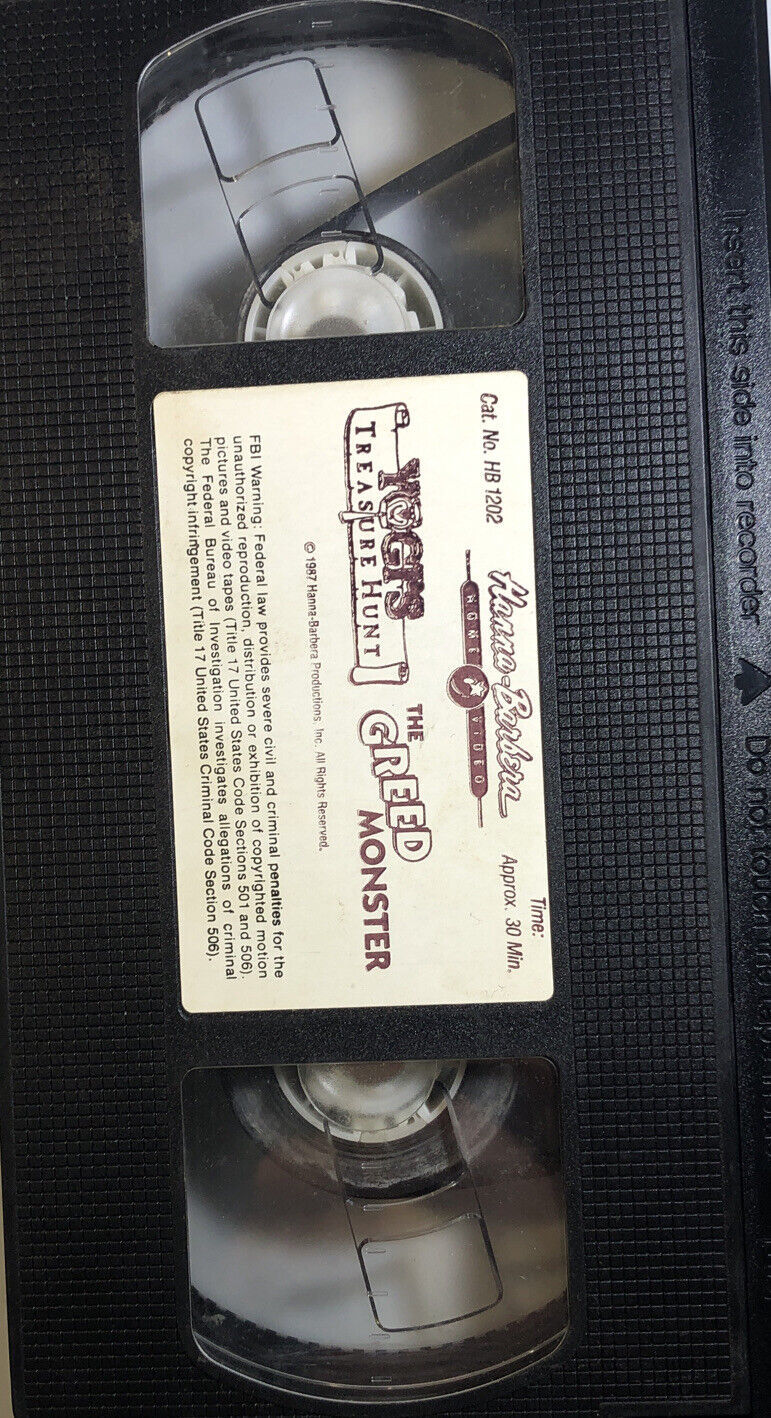 Insert this side into recorder
▲ Do not touch the tape inside
Cat. No. HB 1202
Hanna-Barbera
HOME VIDEO
Time:
Approx. 30 Min.
YOGI'S
TREASURE HUNT
THE
GREED
MONSTER
© 1987 Hanna-Barbera Productions, Inc. All Rights Reserved.
FBI Warning: Federal law provides severe civil and criminal penalties for the
unauthorized reproduction, distribution or exhibition of copyrighted motion
pictures and video tapes (Title 17 United States Code Sections 501 and 506).
The Federal Bureau of Investigation investigates allegations of criminal
copyright infringement (Title 17 United States Criminal Code Section 506).